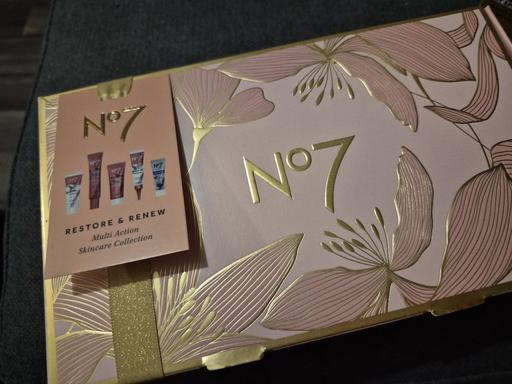 No7
RESTORE & RENEW
Multi Action
Skincare Collection
No7